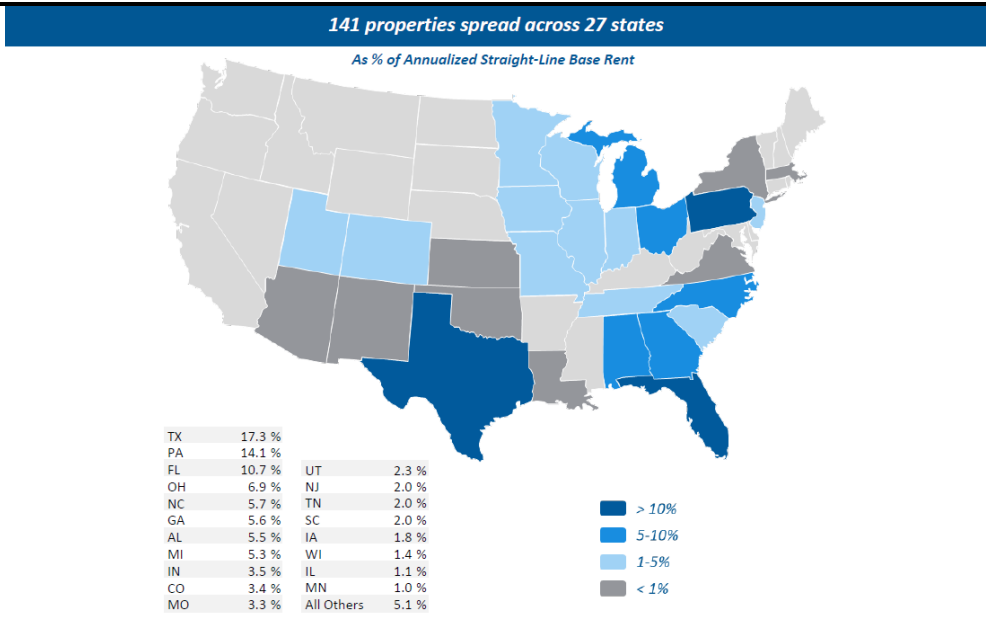 141 properties spread across 27 states
As % of Annualized Straight-Line Base Rent
TX 17.3 %
PA 14.1 %
FL 10.7 %
OH 6.9 %
NC 5.7 %
GA 5.6 %
AL 5.5 %
MI 5.3 %
IN 3.5 %
CO 3.4 %
MO 3.3 %
UT 2.3 %
NJ 2.0 %
TN 2.0 %
SC 2.0 %
IA 1.8 %
WI 1.4 %
IL 1.1 %
MN 1.0 %
All Others 5.1 %
> 10%
5-10%
1-5%
< 1%